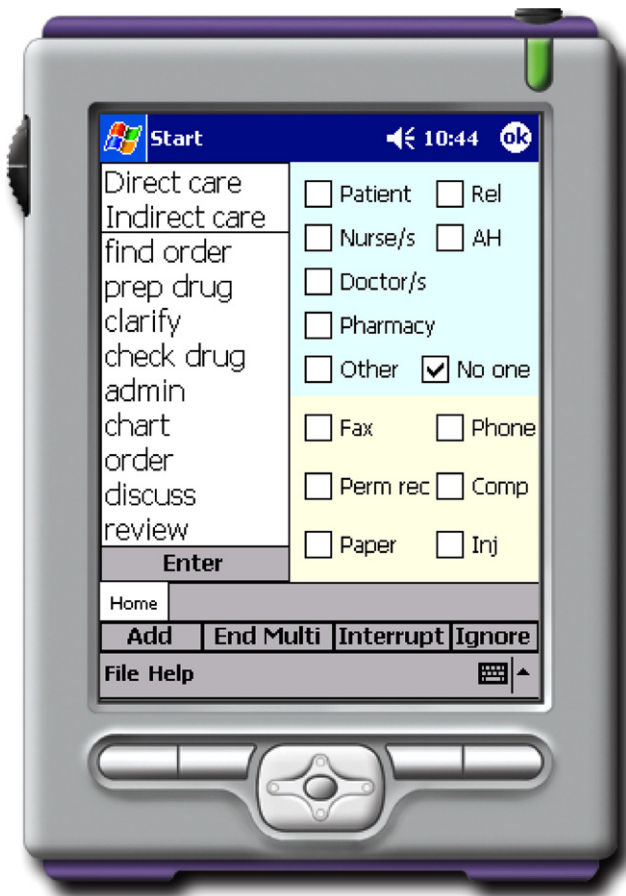 Start 10:44 ok
Direct care
Indirect care
find order
prep drug
clarify
check drug
admin
chart
order
discuss
review
Enter
Patient Rel
Nurse/s AH
Doctor/s
Pharmacy
Other No one
Fax Phone
Perm rec Comp
Paper Inj
Home
Add End Multi Interrupt Ignore
File Help